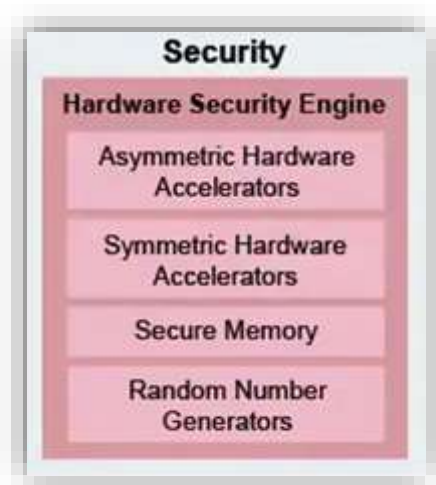 Security
Hardware Security Engine
Asymmetric Hardware
Accelerators
Symmetric Hardware
Accelerators
Secure Memory
Random Number
Generators